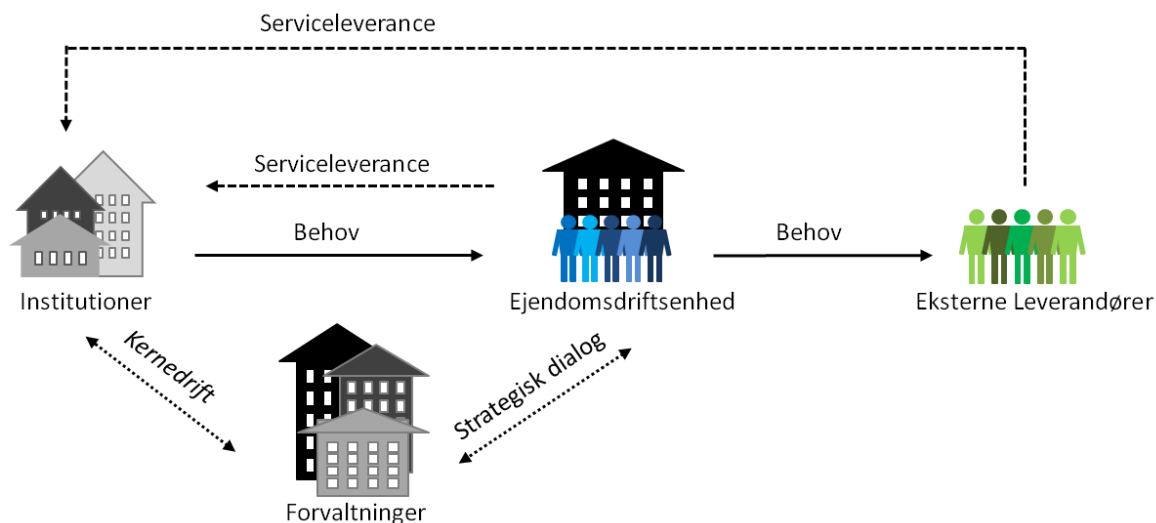 Serviceleverance
Serviceleverance
Behov
Behov
Institutioner
Ejendomsdriftsenhed
Eksterne Leverandører
Kernedrift
Strategisk dialog
Forvaltninger